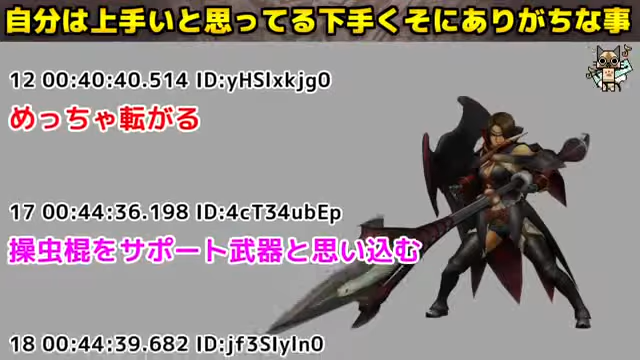 自分は上手いと思ってる下手くそにありがちな事
12 00:40:40.514 ID:yHSlxkjg0
めっちゃ転がる
17 00:44:36.198 ID:4cT34ubEp
操虫棍をサポート武器と思い込む
18 00:44:39.682 ID:jf3SIyIn0